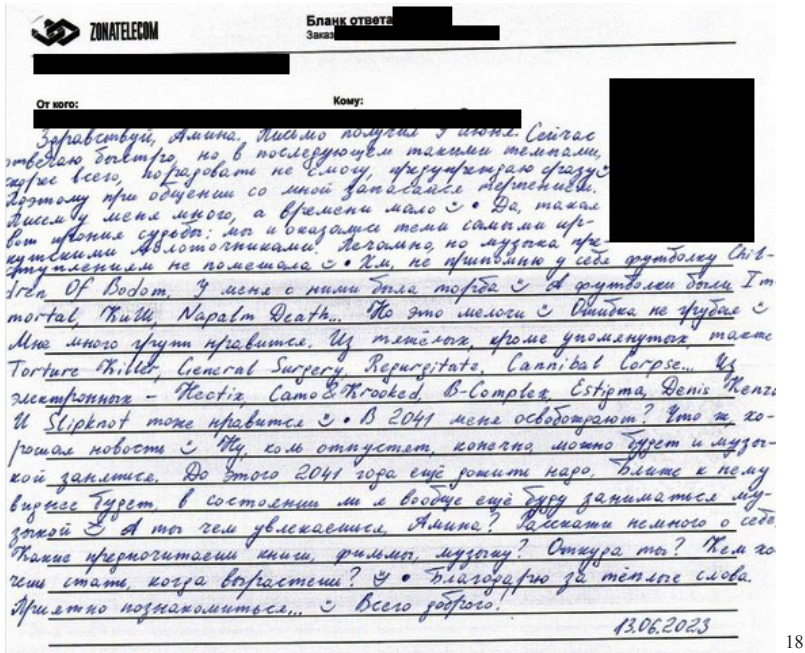 ZONATELECOM
Бланк ответа
Заказ
От кого:
Кому:
Здравствуй, Амина. Письмо получил 9 июня. Сейчас
отвечаю быстро, но в последующем такими темпами,
скорее всего, порадовать не смогу, предупреждаю сразу
Поэтому при общении со мной запасайся терпением.
Писем у меня много, а времени мало • Да, такая
вот ирония судьбы: мы и оказались теми самыми ир-
кутскими молоточниками. Печально, но музыка пре-
ступлениям не помешала • Хм, не припомню у себя футболку Chil-
dren Of Bodom. У меня с ними была торба А футболки были Im-
mortal, Napalm Death... Но это мелочи Ошибка не грубая
Мне много групп нравится. Из тяжёлых, кроме упомянутых, также
Torture Killer, General Surgery, Regurgitate, Cannibal Corpse... Из
электронных – Hectix, Camo & Krooked, B-Complex, Estigma, Denis Kenzo
И Slipknot тоже нравится • В 2041 меня освобождают? Что ж, хо-
рошая новость Ну, коль отпустят, конечно можно будет и музы-
кой заняться. До этого 2041 года ещё дожить надо, ближе к нему
виднее будет, в состоянии ли я вообще ещё буду заниматься му-
зыкой А ты чем увлекаешься, Амина? Расскажи немного о себе.
Какие предпочитаешь книги, фильмы, музыку? Откуда ты? Кем хо-
чешь стать, когда вырастешь? • Благодарю за тёплые слова.
Приятно познакомиться... Всего доброго!
13.06.2023
18